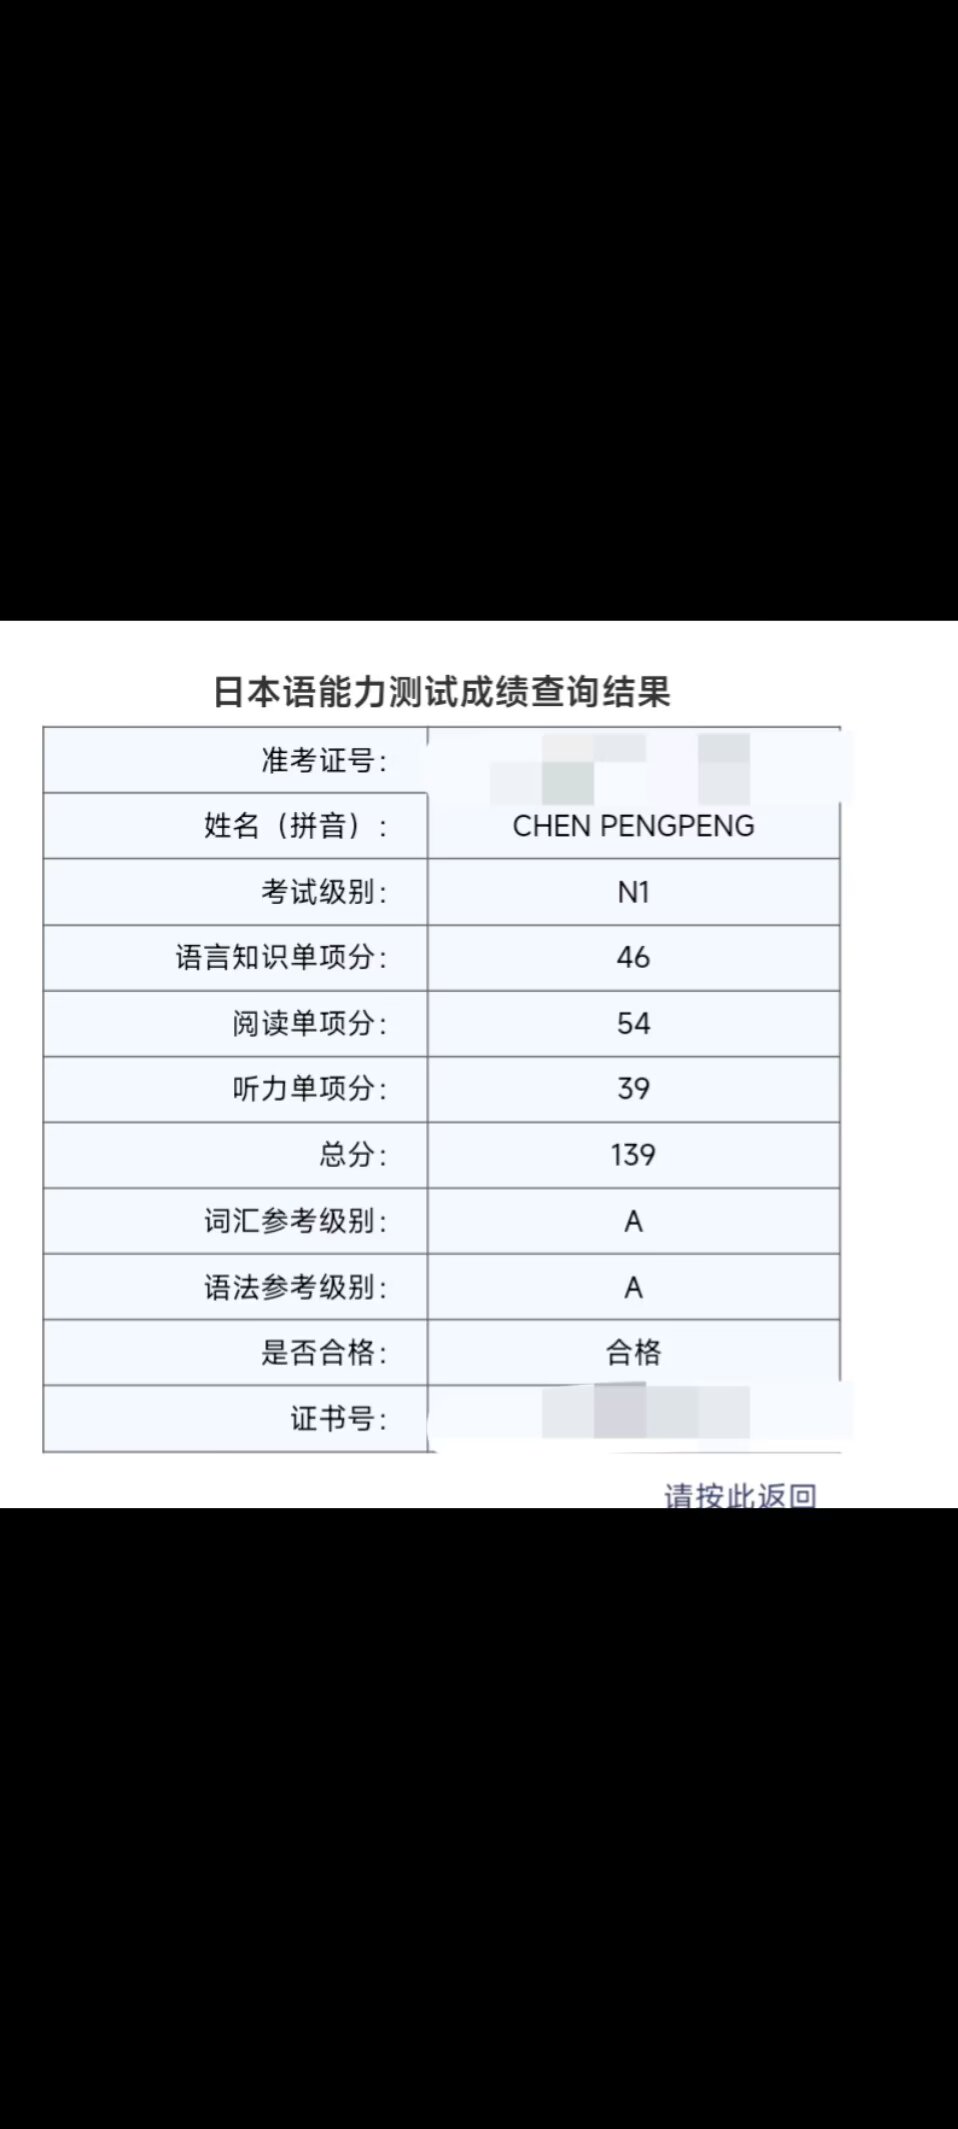 日本语能力测试成绩查询结果
准考证号：
姓名（拼音）： CHEN PENGPENG
考试级别： N1
语言知识单项分： 46
阅读单项分： 54
听力单项分： 39
总分： 139
词汇参考级别： A
语法参考级别： A
是否合格： 合格
证书号：
请按此返回